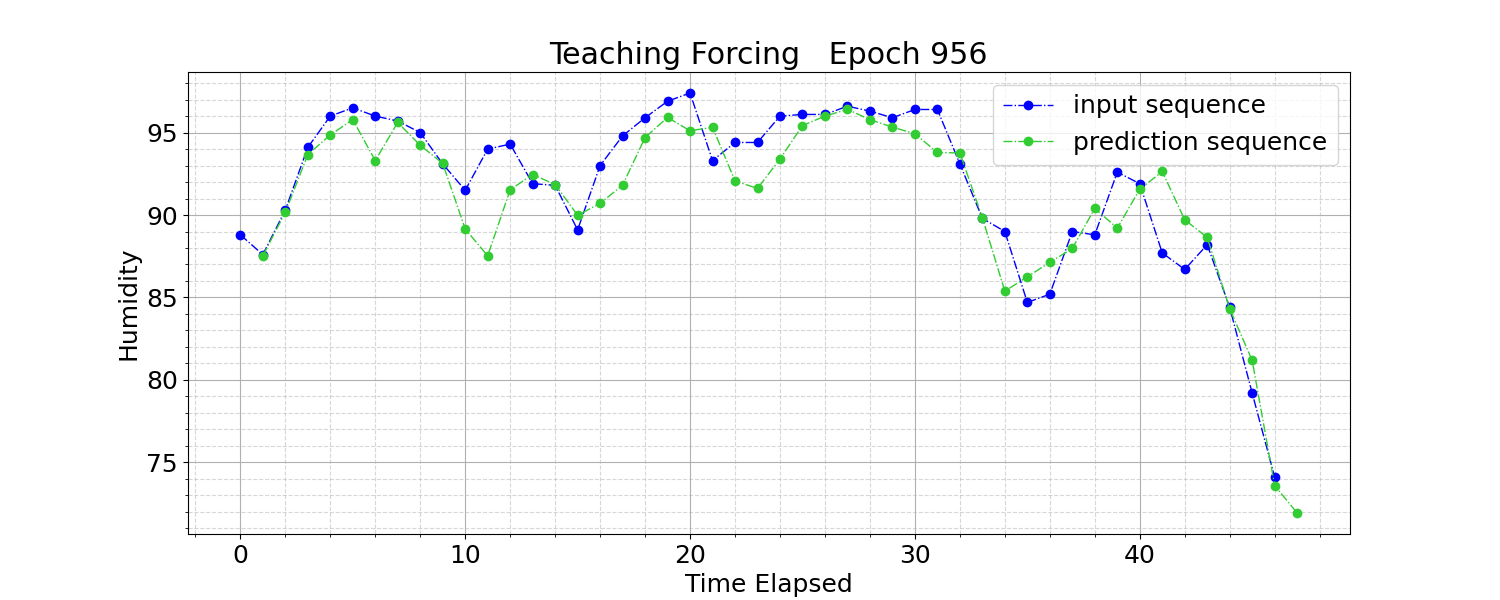 Teaching Forcing   Epoch 956
input sequence
prediction sequence
Humidity
95
90
85
80
75
0 10 20 30 40
Time Elapsed